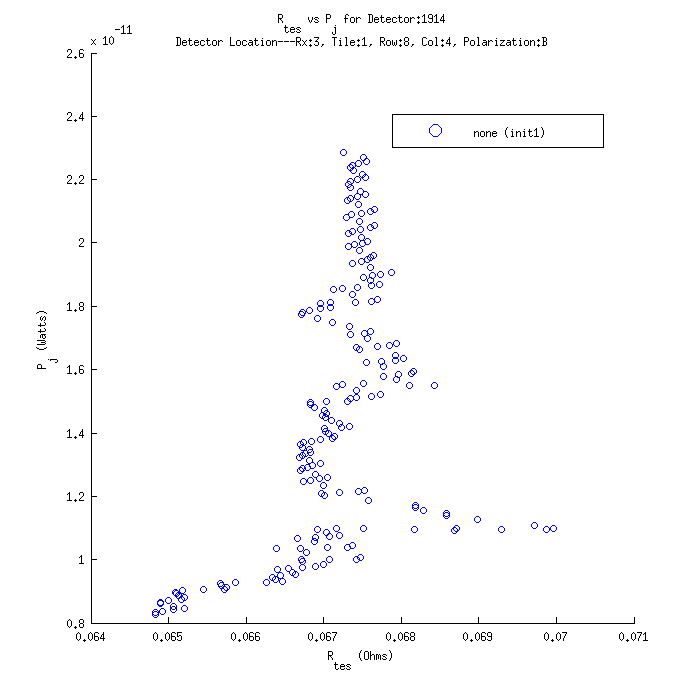 R_tes vs P_j for Detector:1914
x 10^-11
Detector Location---Rx:3, Tile:1, Row:8, Col:4, Polarization:B
2.6
2.4
none (init1)
2.2
2
1.8
P_j (Watts)
1.6
1.4
1.2
1
0.8
0.064 0.065 0.066 0.067 0.068 0.069 0.07 0.071
R_tes (Ohms)